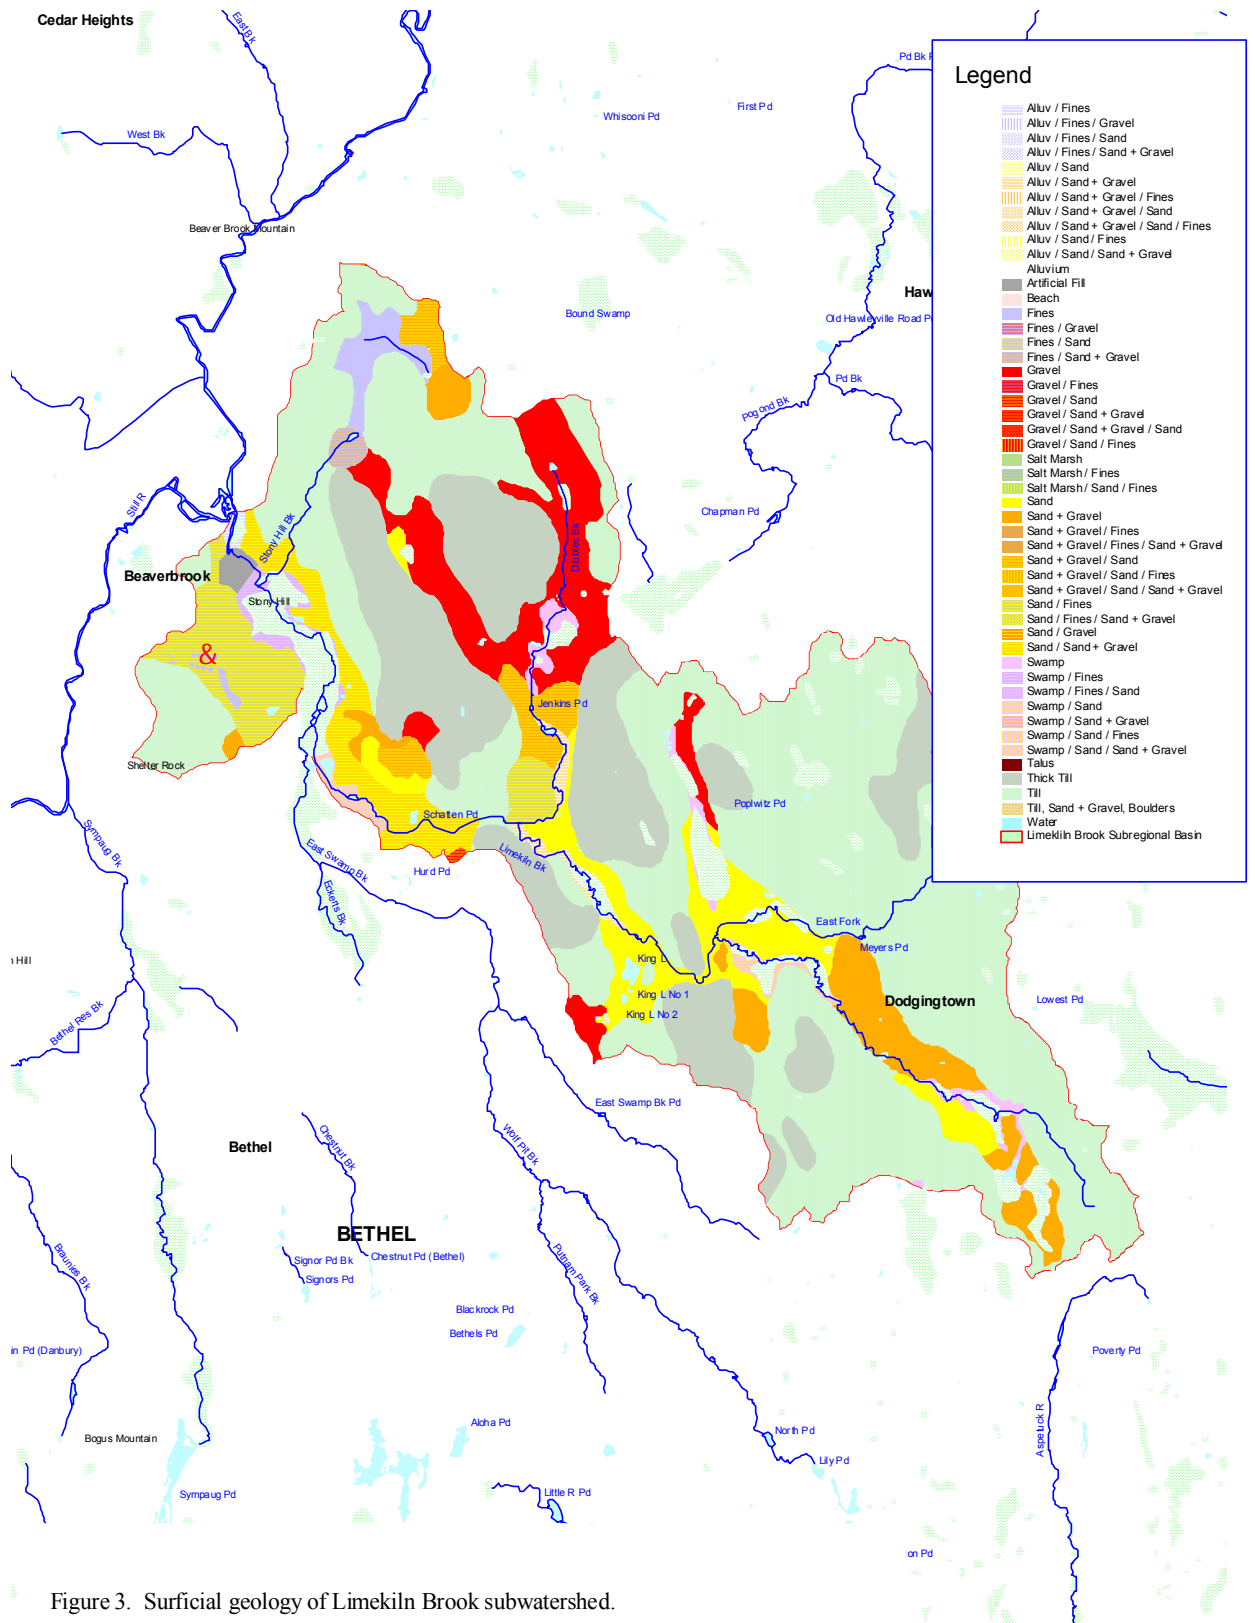 Cedar Heights
East Bk
West Bk
Beaver Brook Mountain
Whisconi Pd
First Pd
Pd Bk
Bound Swamp
Haw
Old Hawleyville Road P
Pd Bk
Pogond Bk
Chapman Pd
Still R
Stony Hill Bk
Dibbles Bk
Beaverbrook
Stony Hill
&
Jenkins Pd
Shelter Rock
Schatten Pd
Poplwitz Pd
Limekiln Bk
Sympaug Bk
East Swamp Bk
Hurd Pd
Ecketts Bk
East Fork
Meyers Pd
n Hill
King L
King L No 1
King L No 2
Dodgingtown
Lowest Pd
Bethel Res Bk
East Swamp Bk Pd
Chestnut Bk
Wolf Pit Bk
Bethel
BETHEL
Chestnut Pd (Bethel)
Signor Pd Bk
Signors Pd
Putnam Park Bk
Braunies Bk
Blackrock Pd
Bethels Pd
in Pd (Danbury)
Poverty Pd
Aspetuck R
Aloha Pd
North Pd
Bogus Mountain
Lily Pd
Sympaug Pd
Little R Pd
on Pd
Legend
Alluv / Fines
Alluv / Fines / Gravel
Alluv / Fines / Sand
Alluv / Fines / Sand + Gravel
Alluv / Sand
Alluv / Sand + Gravel
Alluv / Sand + Gravel / Fines
Alluv / Sand + Gravel / Sand
Alluv / Sand + Gravel / Sand / Fines
Alluv / Sand / Fines
Alluv / Sand / Sand + Gravel
Alluvium
Artificial Fill
Beach
Fines
Fines / Gravel
Fines / Sand
Fines / Sand + Gravel
Gravel
Gravel / Fines
Gravel / Sand
Gravel / Sand + Gravel
Gravel / Sand + Gravel / Sand
Gravel / Sand / Fines
Salt Marsh
Salt Marsh / Fines
Salt Marsh / Sand / Fines
Sand
Sand + Gravel
Sand + Gravel / Fines
Sand + Gravel / Fines / Sand + Gravel
Sand + Gravel / Sand
Sand + Gravel / Sand / Fines
Sand + Gravel / Sand / Sand + Gravel
Sand / Fines
Sand / Fines / Sand + Gravel
Sand / Gravel
Sand / Sand + Gravel
Swamp
Swamp / Fines
Swamp / Fines / Sand
Swamp / Sand
Swamp / Sand + Gravel
Swamp / Sand / Fines
Swamp / Sand / Sand + Gravel
Talus
Thick Till
Till
Till, Sand + Gravel, Boulders
Water
Limekiln Brook Subregional Basin
Figure 3. Surficial geology of Limekiln Brook subwatershed.